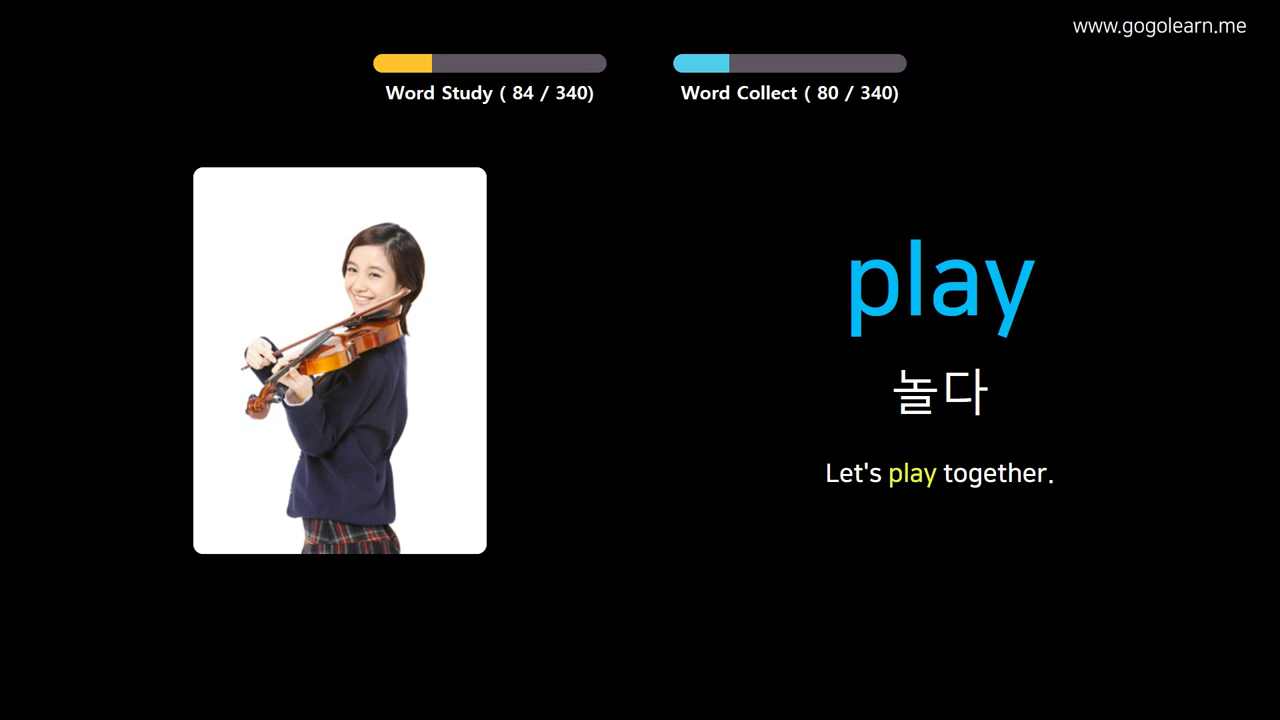 www.gogolearn.me
Word Study ( 84 / 340)
Word Collect ( 80 / 340)
play
놀다
Let's play together.